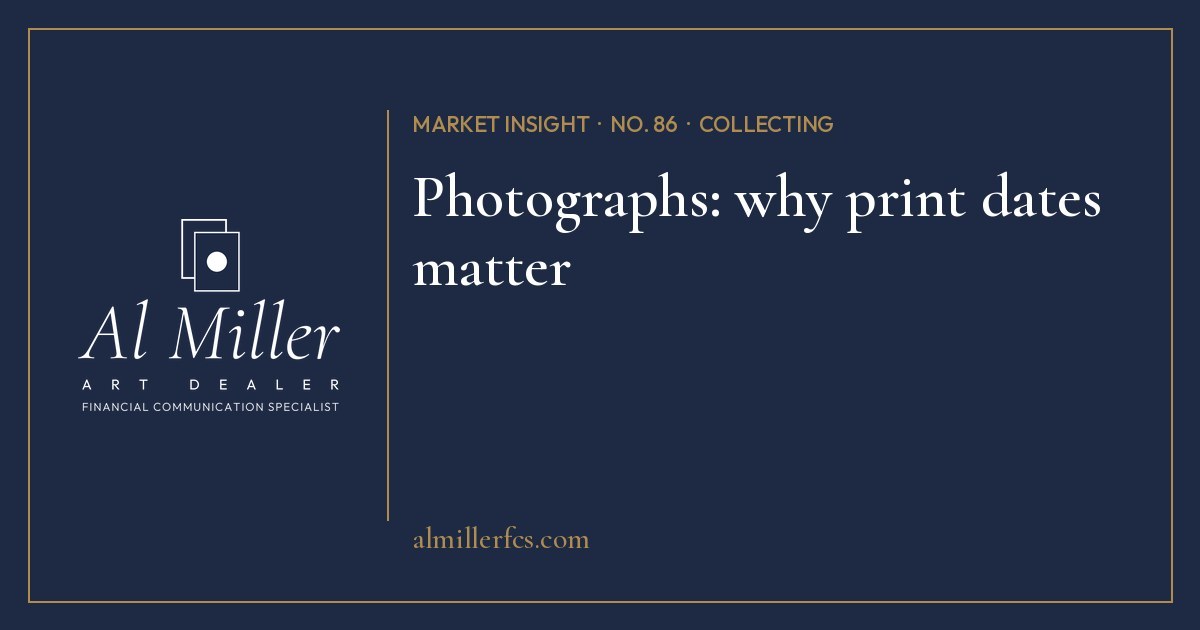 Al Miller
ART DEALER
FINANCIAL COMMUNICATION SPECIALIST
MARKET INSIGHT · NO. 86 · COLLECTING
Photographs: why print dates
matter
almillerfcs.com